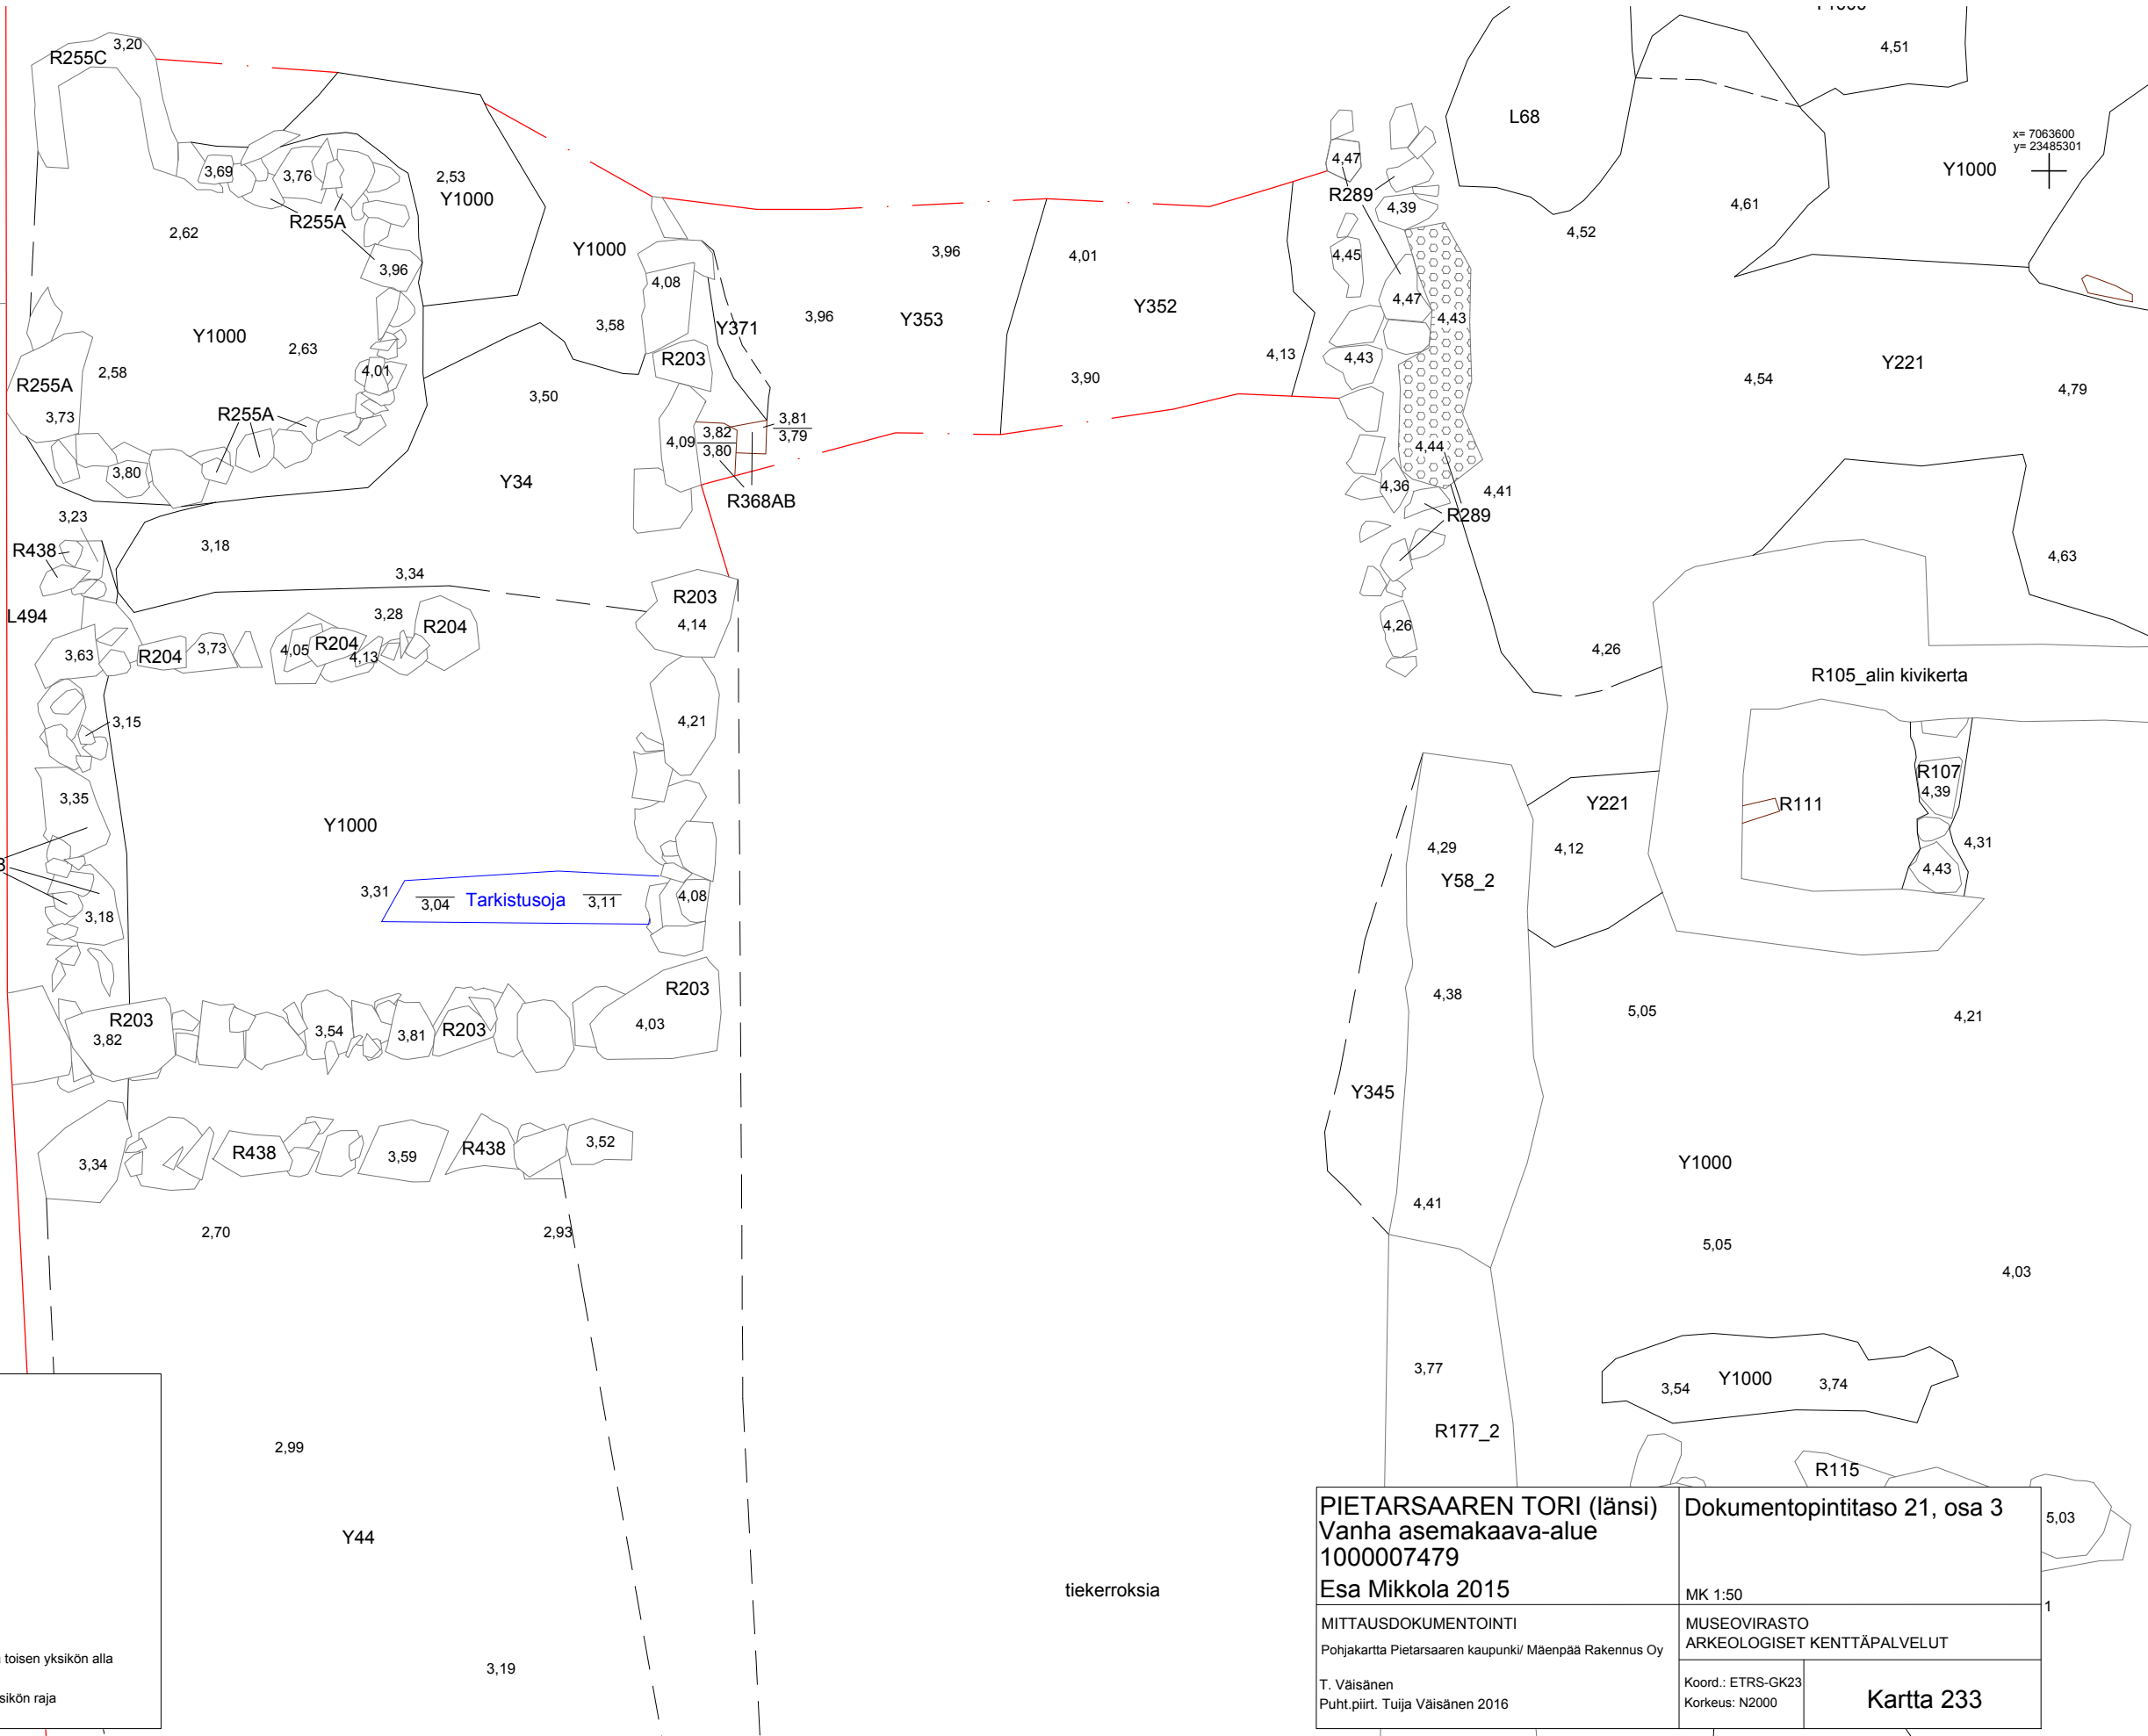 3,20
R255C
4,51
L68
x= 7063600
y= 23485301
Y1000
3,69
3,76
2,53
Y1000
4,47
R289
4,39
4,61
4,52
R255A
2,62
Y1000
3,96
3,96
4,01
4,45
3,96
4,08
4,47
Y1000
2,63
3,58
Y371
3,96
Y353
Y352
4,43
R203
4,13
4,43
Y221
2,58
R255A
4,01
3,90
4,54
4,79
3,73
R255A
3,50
3,81
3,79
4,09
3,82
3,80
4,44
3,80
Y34
R368AB
4,36
4,41
R289
3,23
R438
3,18
3,34
4,63
L494
3,28
R204
R203
4,14
4,26
3,63
R204
3,73
4,05
R204
4,13
4,26
R105_alin kivikerta
3,15
4,21
3,35
Y1000
R107
4,39
Y221
R111
4,29
4,12
4,31
3,31
3,04
Tarkistusoja
3,11
4,08
Y58_2
4,43
3,18
R203
4,38
5,05
4,21
R203
3,82
3,54
3,81
R203
4,03
Y345
3,34
R438
3,59
R438
3,52
Y1000
4,41
2,70
2,93
5,05
4,03
3,77
3,54
Y1000
3,74
R177_2
2,99
R115
Y44
5,03
tiekerroksia
3,19
toisen yksikön alla
raja
PIETARSAAREN TORI (länsi)
Vanha asemakaava-alue
1000007479
Esa Mikkola 2015
Dokumentopintitaso 21, osa 3
MK 1:50
1
MITTAUSDOKUMENTOINTI
Pohjakartta Pietarsaaren kaupunki/ Mäenpää Rakennus Oy
T. Väisänen
Puht.piirt. Tuija Väisänen 2016
MUSEOVIRASTO
ARKEOLOGISET KENTTÄPALVELUT
Koord.: ETRS-GK23
Korkeus: N2000
Kartta 233